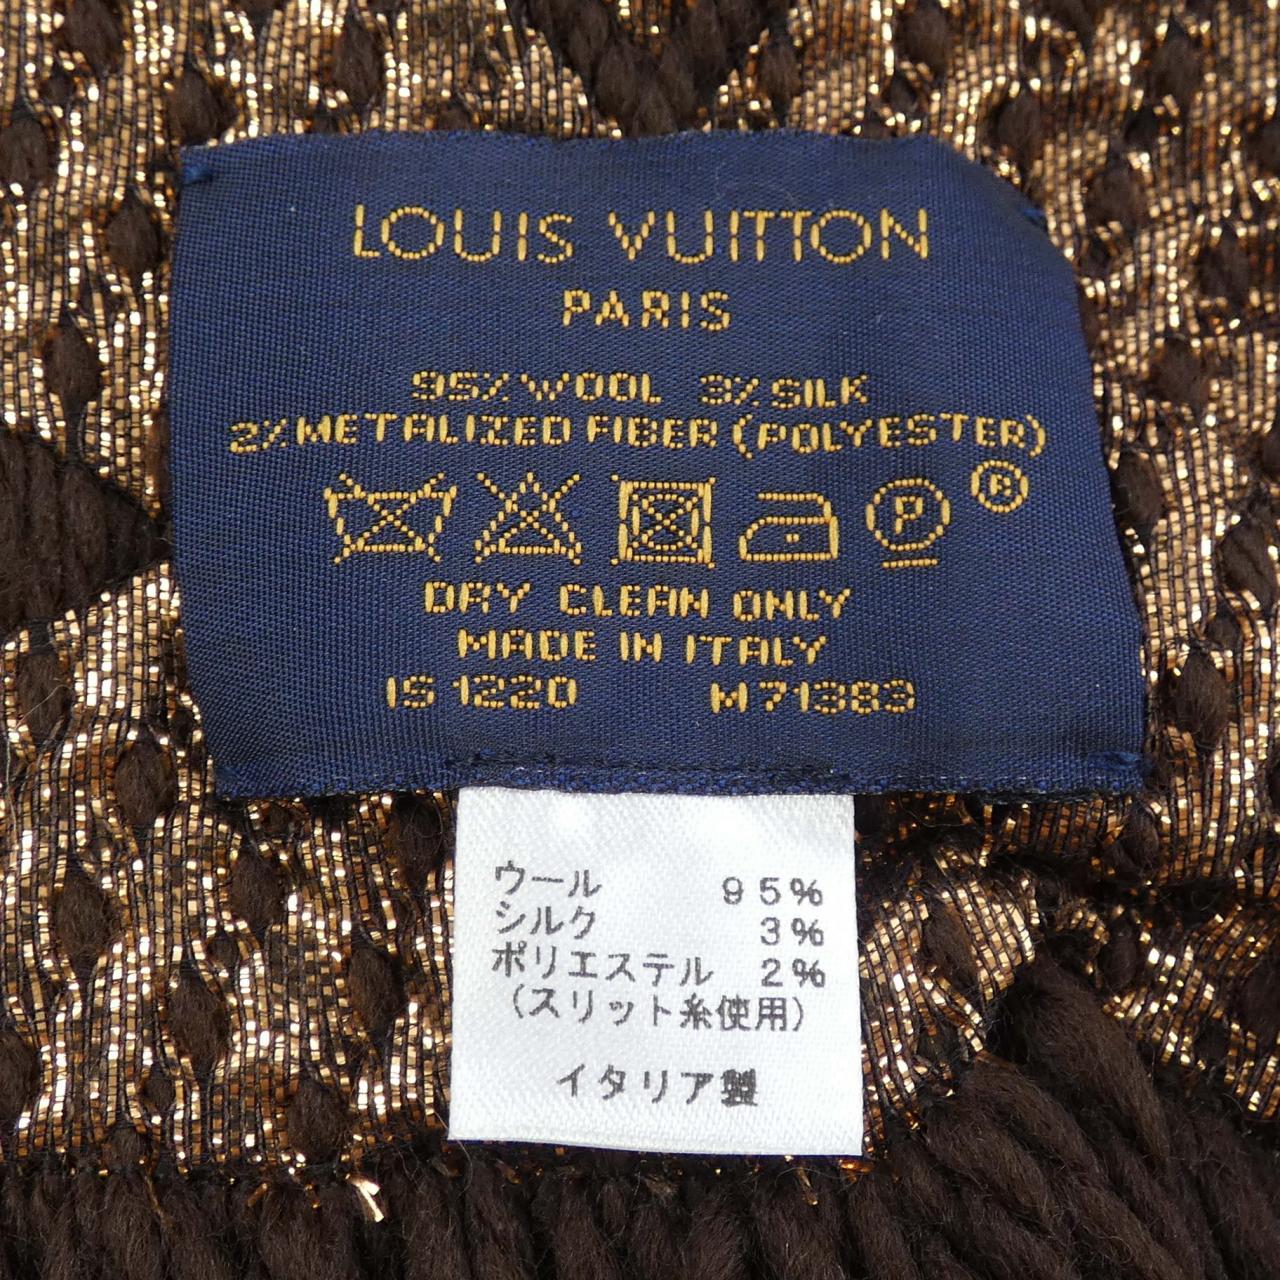 LOUIS VUITTON
PARIS
95% WOOL 3% SILK
2% METALIZED FIBER (POLYESTER)
P ®
DRY CLEAN ONLY
MADE IN ITALY
IS 1220 M71383
ウール 95%
シルク 3%
ポリエステル 2%
(スリット糸使用)
イタリア製